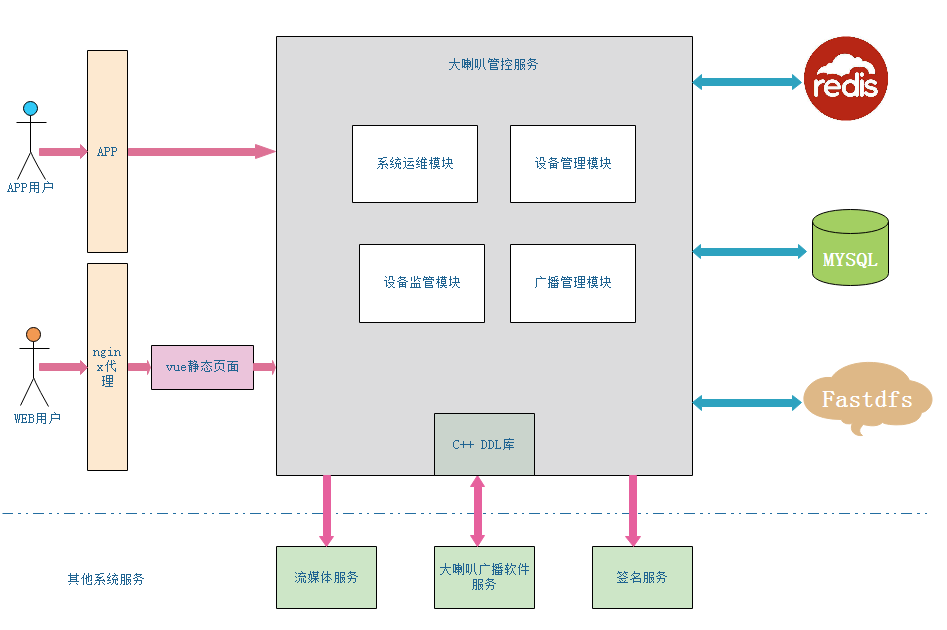 大喇叭管控服务
redis
系统运维模块
设备管理模块
APP
APP用户
MYSQL
设备监管模块
广播管理模块
ngin
x代
理
vue静态页面
WEB用户
Fastdfs
C++ DDL库
其他系统服务
流媒体服务
大喇叭广播软件
服务
签名服务